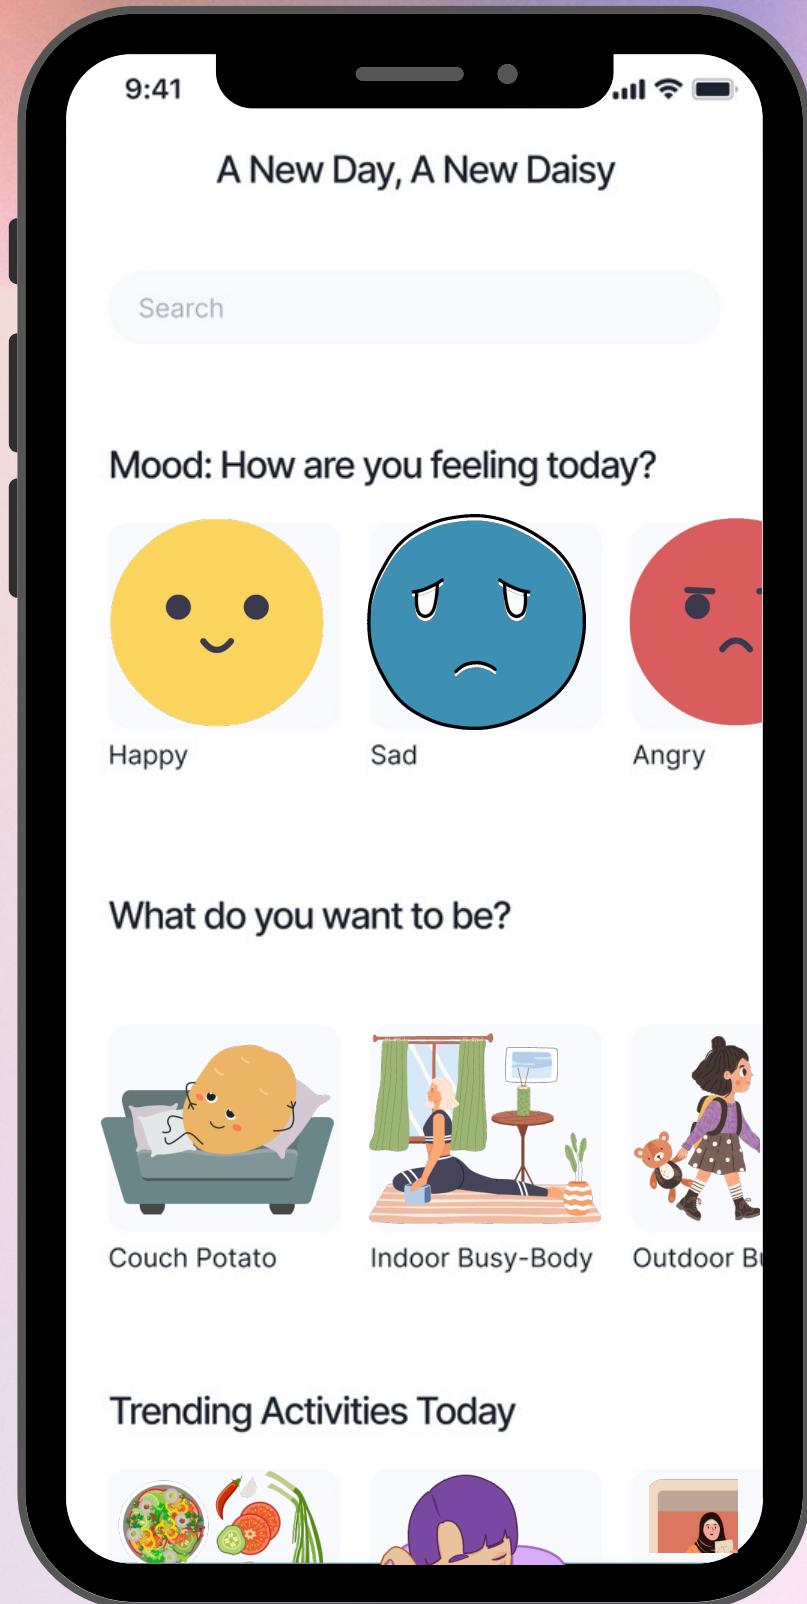 9:41
A New Day, A New Daisy
Search
Mood: How are you feeling today?
Happy
Sad
Angry
What do you want to be?
Couch Potato
Indoor Busy-Body
Outdoor
Trending Activities Today